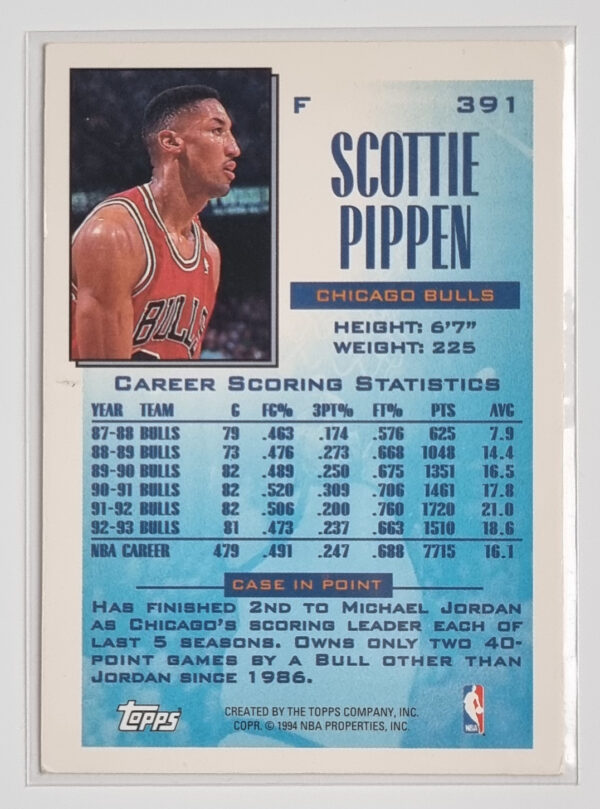 F 391
SCOTTIE
PIPPEN
CHICAGO BULLS
HEIGHT: 6'7"
WEIGHT: 225
BULLS
CAREER SCORING STATISTICS
YEAR TEAM G FG% 3PT% FT% PTS AVG
87-88 BULLS 79 .463 .174 .576 625 7.9
88-89 BULLS 73 .476 .273 .668 1048 14.4
89-90 BULLS 82 .489 .250 .675 1351 16.5
90-91 BULLS 82 .520 .309 .706 1461 17.8
91-92 BULLS 82 .506 .200 .760 1720 21.0
92-93 BULLS 81 .473 .237 .663 1510 18.6
NBA CAREER 479 .491 .247 .688 7715 16.1
CASE IN POINT
HAS FINISHED 2ND TO MICHAEL JORDAN
AS CHICAGO'S SCORING LEADER EACH OF
LAST 5 SEASONS. OWNS ONLY TWO 40-
POINT GAMES BY A BULL OTHER THAN
JORDAN SINCE 1986.
TOPPS
CREATED BY THE TOPPS COMPANY, INC.
COPR. © 1994 NBA PROPERTIES, INC.
NBA